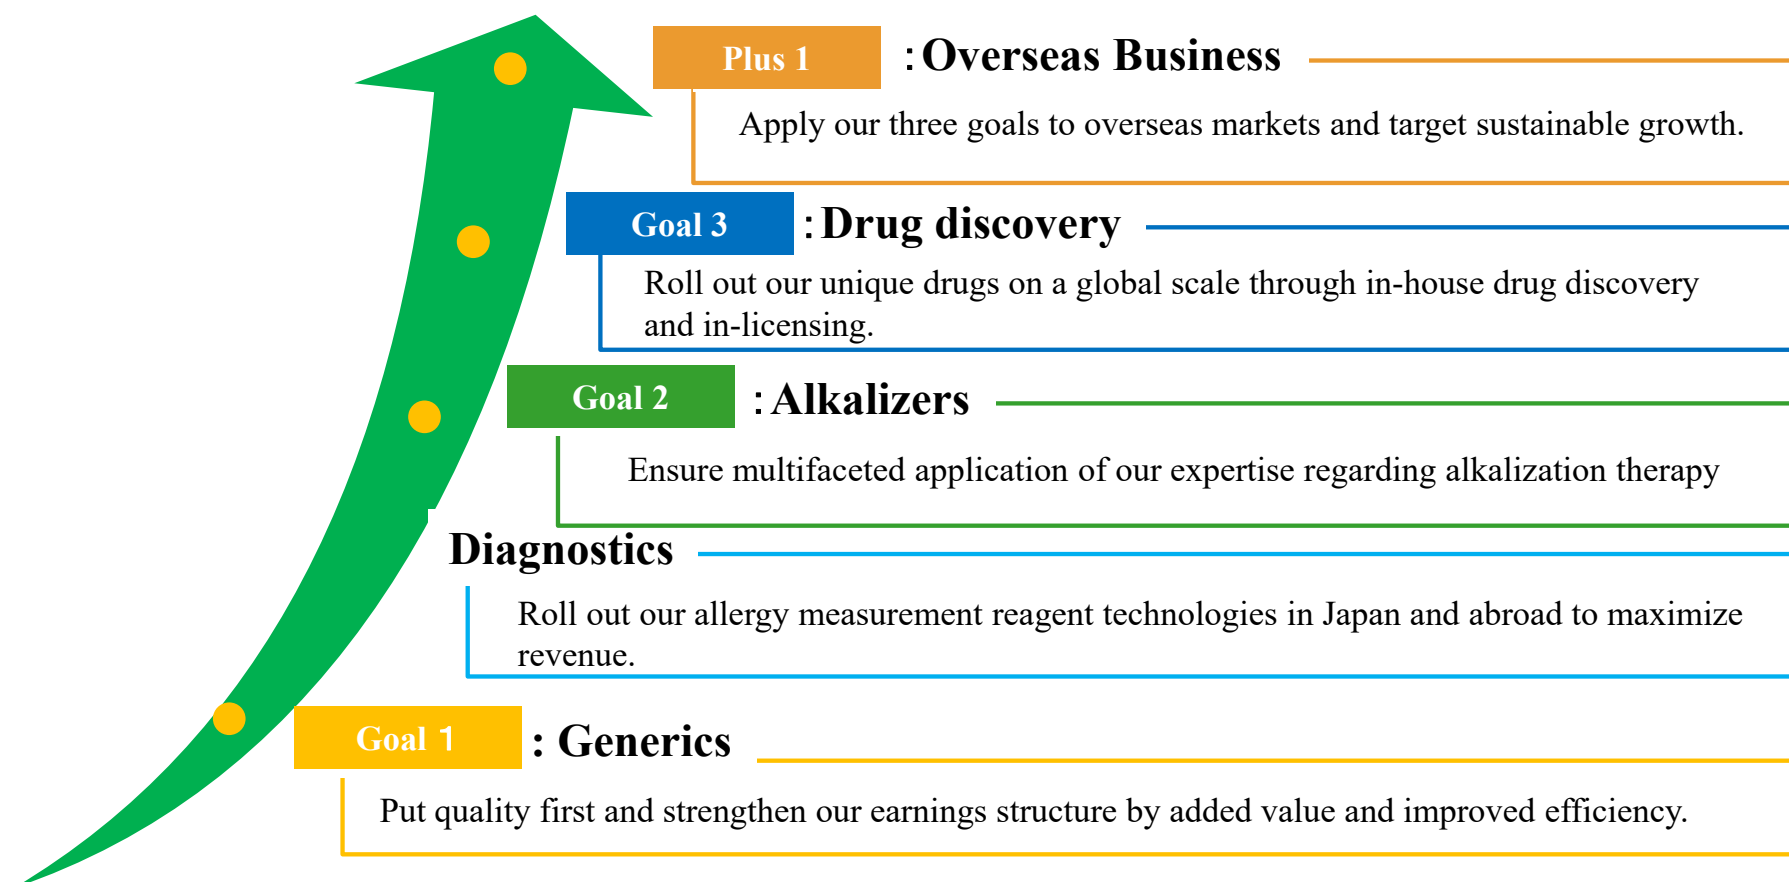 Plus 1 :Overseas Business
Apply our three goals to overseas markets and target sustainable growth.
Goal 3 :Drug discovery
Roll out our unique drugs on a global scale through in-house drug discovery
and in-licensing.
Goal 2 :Alkalizers
Ensure multifaceted application of our expertise regarding alkalization therapy
Diagnostics
Roll out our allergy measurement reagent technologies in Japan and abroad to maximize
revenue.
Goal 1 : Generics
Put quality first and strengthen our earnings structure by added value and improved efficiency.